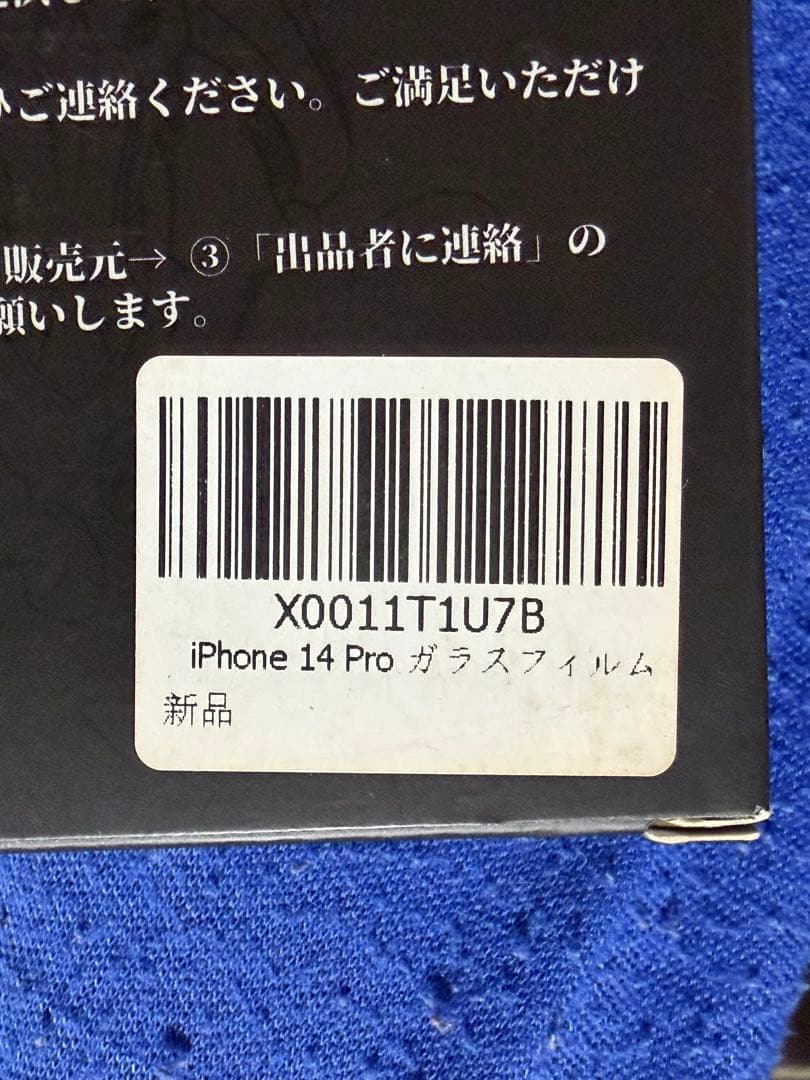 ご連絡ください。ご満足いただけ
販売元→ ③「出品者に連絡」の
願いします。
X0011T1U7B
iPhone 14 Pro ガラスフィルム
新品